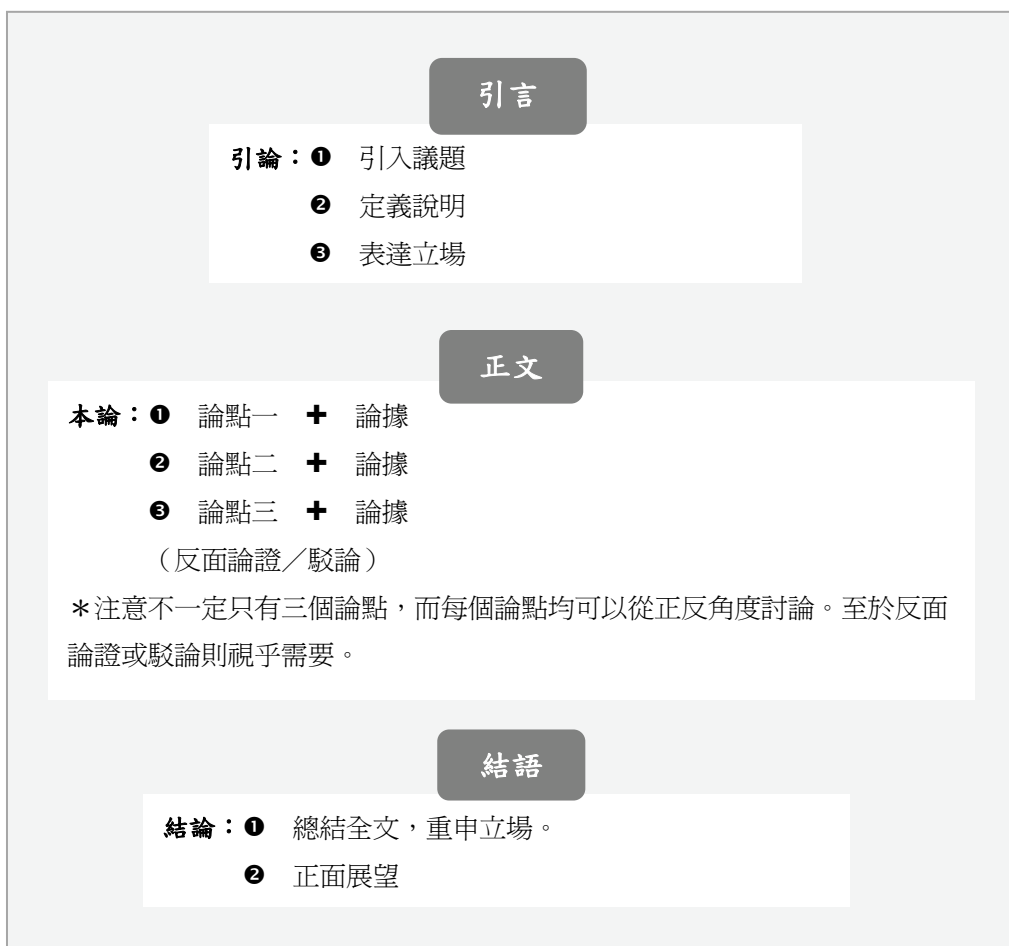 引言
引論：❶ 引入議題
❷ 定義說明
❸ 表達立場
正文
本論：❶ 論點一 ✚ 論據
❷ 論點二 ✚ 論據
❸ 論點三 ✚ 論據
（反面論證／駁論）
＊注意不一定只有三個論點，而每個論點均可以從正反角度討論。至於反面
論證或駁論則視乎需要。
結語
結論：❶ 總結全文，重申立場。
❷ 正面展望